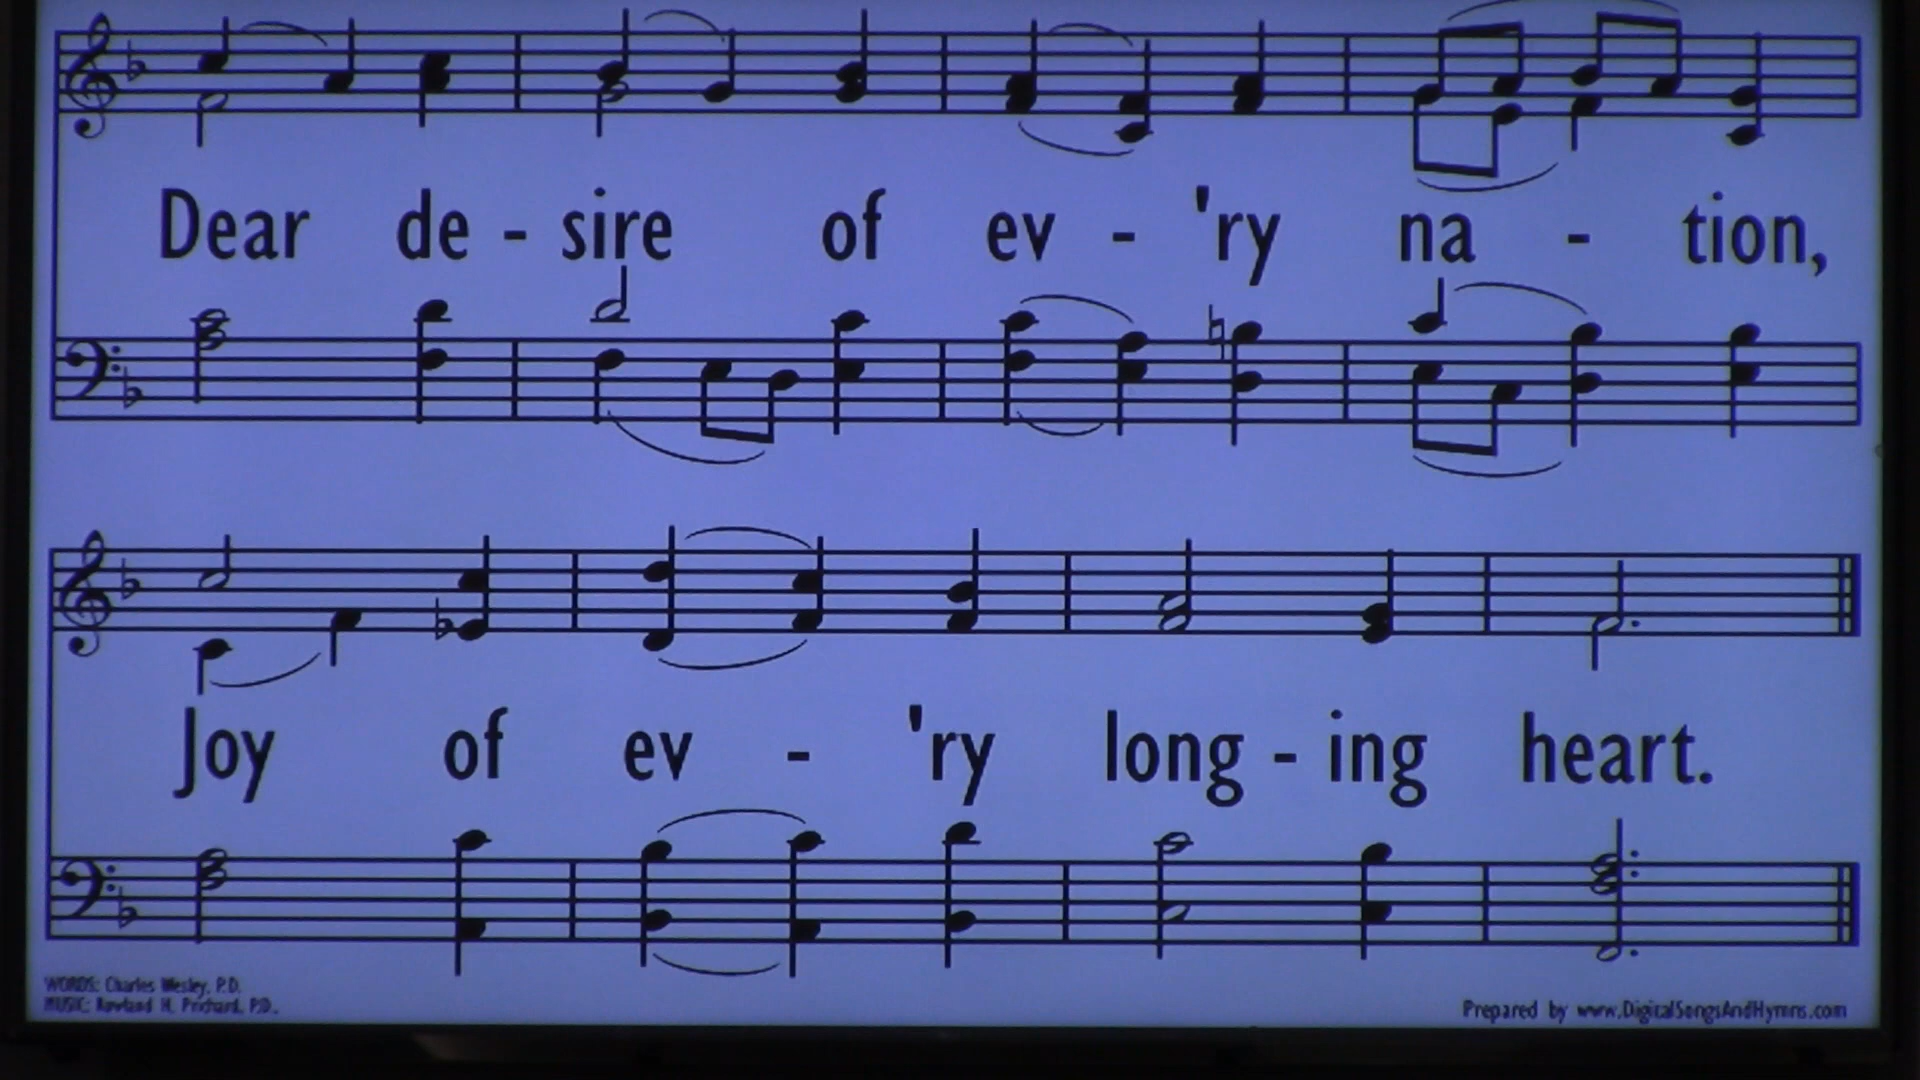 Dear de - sire of ev - 'ry na - tion,
Joy of ev - 'ry long - ing heart.
WORDS: Charles Wesley, P.D.
MUSIC: Rowland H. Prichard, P.D.
Prepared by www.DigitalSongsAndHymns.com